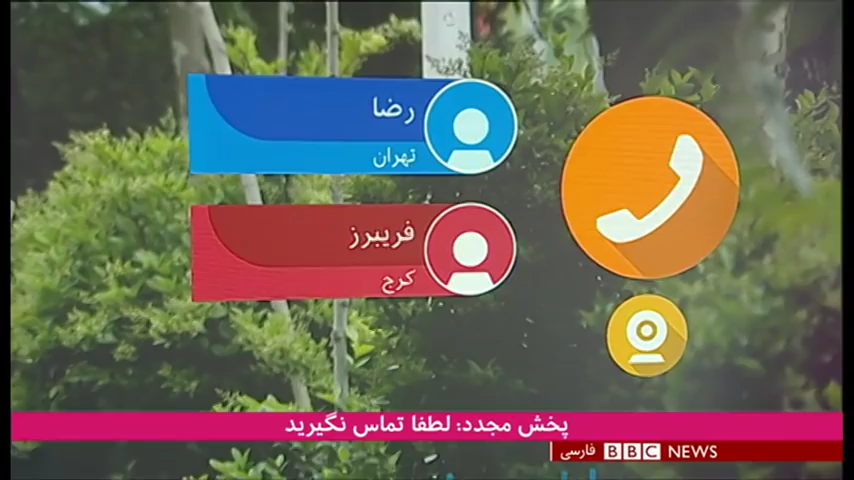 رضا
تهران
فریبرز
کرج
پخش مجدد: لطفا تماس نگیرید
BBC NEWS فارسی